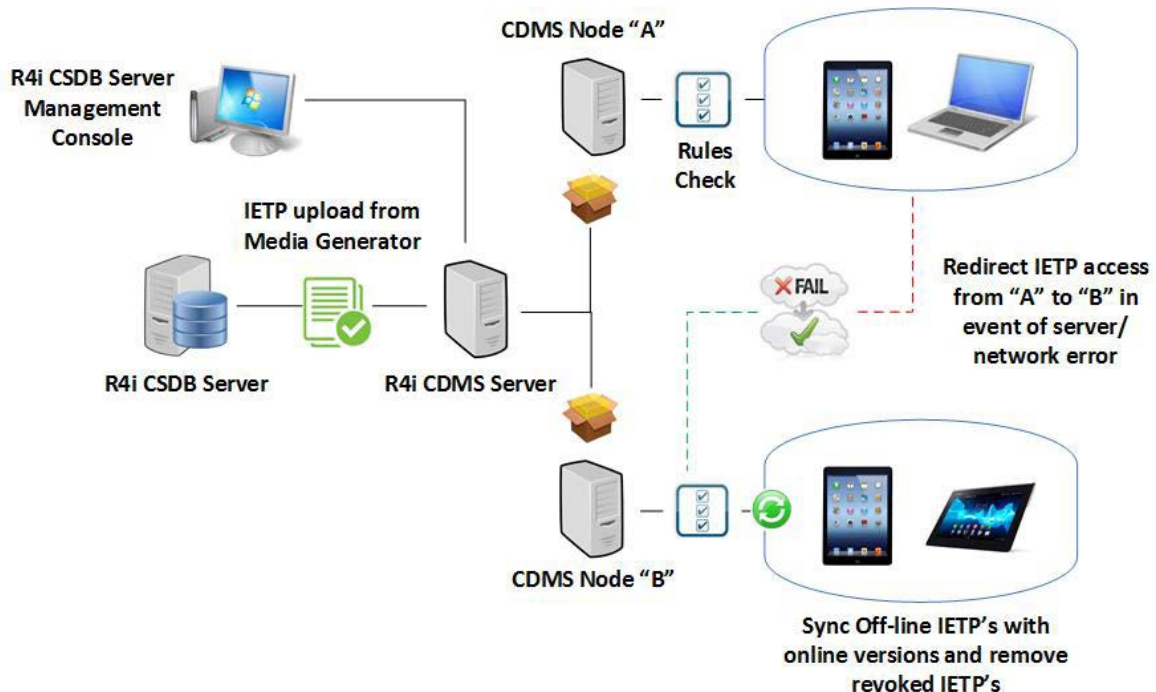 CDMS Node “A”
R4i CSDB Server
Management
Console
Rules
Check
IETP upload from
Media Generator
FAIL
Redirect IETP access
from “A” to “B” in
event of server/
network error
R4i CSDB Server
R4i CDMS Server
CDMS Node “B”
Sync Off-line IETP’s with
online versions and remove
revoked IETP’s